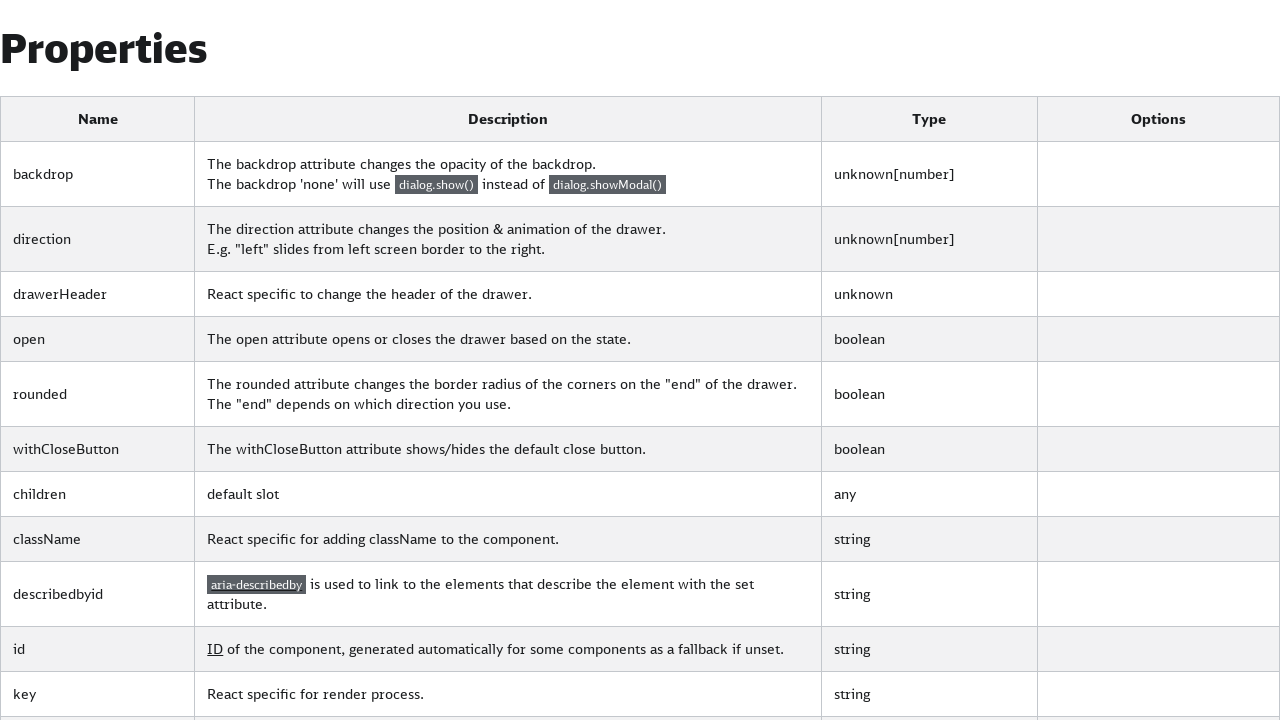 Properties
Name Description Type Options
backdrop
The backdrop attribute changes the opacity of the backdrop.
The backdrop 'none' will use dialog.show() instead of dialog.showModal()
unknown[number]
direction
The direction attribute changes the position & animation of the drawer.
E.g. "left" slides from left screen border to the right.
unknown[number]
drawerHeader React specific to change the header of the drawer. unknown
open The open attribute opens or closes the drawer based on the state. boolean
rounded
The rounded attribute changes the border radius of the corners on the "end" of the drawer.
The "end" depends on which direction you use.
boolean
withCloseButton The withCloseButton attribute shows/hides the default close button. boolean
children default slot any
className React specific for adding className to the component. string
describedbyid
aria-describedby is used to link to the elements that describe the element with the set
attribute.
string
id ID of the component, generated automatically for some components as a fallback if unset. string
key React specific for render process. string